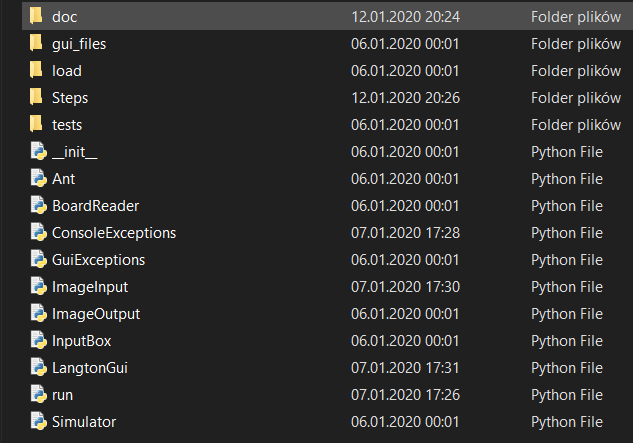 doc 12.01.2020 20:24 Folder plików
gui_files 06.01.2020 00:01 Folder plików
load 06.01.2020 00:01 Folder plików
Steps 12.01.2020 20:26 Folder plików
tests 06.01.2020 00:01 Folder plików
__init__ 06.01.2020 00:01 Python File
Ant 06.01.2020 00:01 Python File
BoardReader 06.01.2020 00:01 Python File
ConsoleExceptions 07.01.2020 17:28 Python File
GuiExceptions 06.01.2020 00:01 Python File
ImageInput 07.01.2020 17:30 Python File
ImageOutput 06.01.2020 00:01 Python File
InputBox 06.01.2020 00:01 Python File
LangtonGui 07.01.2020 17:31 Python File
run 07.01.2020 17:26 Python File
Simulator 06.01.2020 00:01 Python File